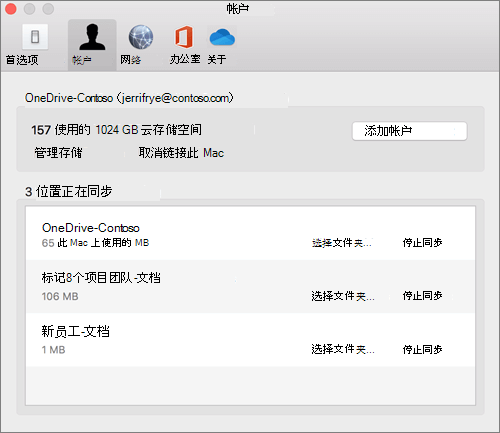 帐户
首选项 帐户 网络 办公室 关于
OneDrive-Contoso (jerrifrye@contoso.com)
157 使用的 1024 GB 云存储空间 添加帐户
管理存储 取消链接此 Mac
3 位置正在同步
OneDrive-Contoso
65 此 Mac 上使用的 MB 选择文件夹... 停止同步
标记8个项目团队-文档
106 MB 选择文件夹... 停止同步
新员工-文档
1 MB 选择文件夹... 停止同步